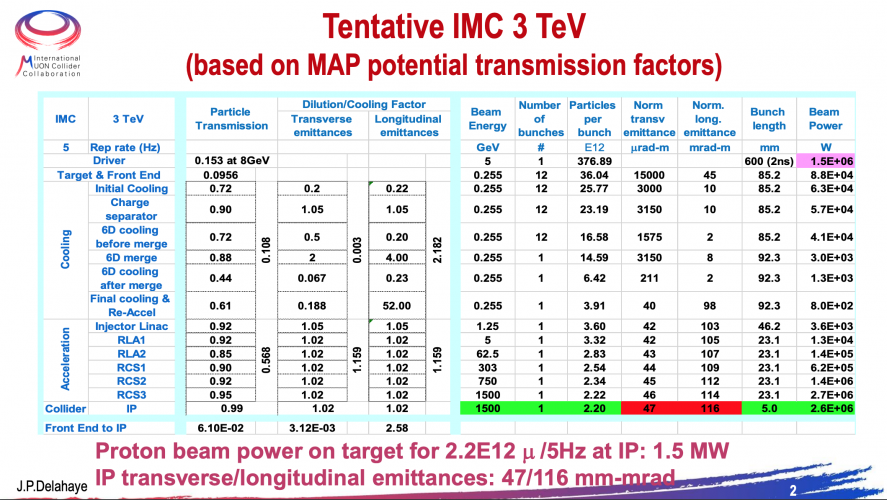 Tentative IMC 3 TeV
(based on MAP potential transmission factors)
International
MUON Collider
Collaboration
IMC 3 TeV Particle Transmission Dilution/Cooling Factor Transverse emittances Longitudinal emittances Beam Energy Number of bunches Particles per bunch Norm transv emittance Norm. long. emittance Bunch length Beam Power
5 Rep rate (Hz) GeV # E12 µrad-m mrad-m mm W
Driver 0.153 at 8GeV 5 1 376.89 600 (2ns) 1.5E+06
Target & Front End 0.0956 0.255 12 36.04 15000 45 85.2 8.8E+04
Cooling
Initial Cooling 0.72 0.2 0.22 0.255 12 25.77 3000 10 85.2 6.3E+04
Charge separator 0.90 1.05 1.05 0.255 12 23.19 3150 10 85.2 5.7E+04
6D cooling before merge 0.72 0.5 0.20 0.255 12 16.58 1575 2 85.2 4.1E+04
0.108 0.003 2.182
6D merge 0.88 2 4.00 0.255 1 14.59 3150 8 92.3 3.0E+03
6D cooling after merge 0.44 0.067 0.23 0.255 1 6.42 211 2 92.3 1.3E+03
Final cooling & Re-Accel 0.61 0.188 52.00 0.255 1 3.91 40 98 92.3 8.0E+02
Acceleration
Injector Linac 0.92 1.05 1.05 1.25 1 3.60 42 103 46.2 3.6E+03
RLA1 0.92 1.02 1.02 5 1 3.32 42 105 23.1 1.3E+04
RLA2 0.85 1.02 1.02 62.5 1 2.83 43 107 23.1 1.4E+05
0.568 1.159 1.159
RCS1 0.90 1.02 1.02 303 1 2.54 44 109 23.1 6.2E+05
RCS2 0.92 1.02 1.02 750 1 2.34 45 112 23.1 1.4E+06
RCS3 0.95 1.02 1.02 1500 1 2.22 46 114 23.1 2.7E+06
Collider IP 0.99 1.02 1.02 1500 1 2.20 47 116 5.0 2.6E+06
Front End to IP 6.10E-02 3.12E-03 2.58
Proton beam power on target for 2.2E12 µ /5Hz at IP: 1.5 MW
IP transverse/longitudinal emittances: 47/116 mm-mrad
J.P.Delahaye
2